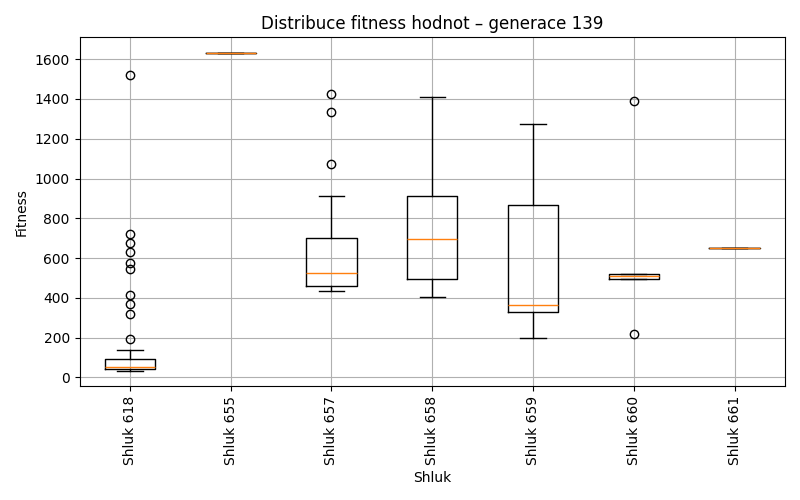 Distribuce fitness hodnot – generace 139
Fitness
1600
1400
1200
1000
800
600
400
200
0
Shluk 618
Shluk 655
Shluk 657
Shluk 658
Shluk 659
Shluk 660
Shluk 661
Shluk